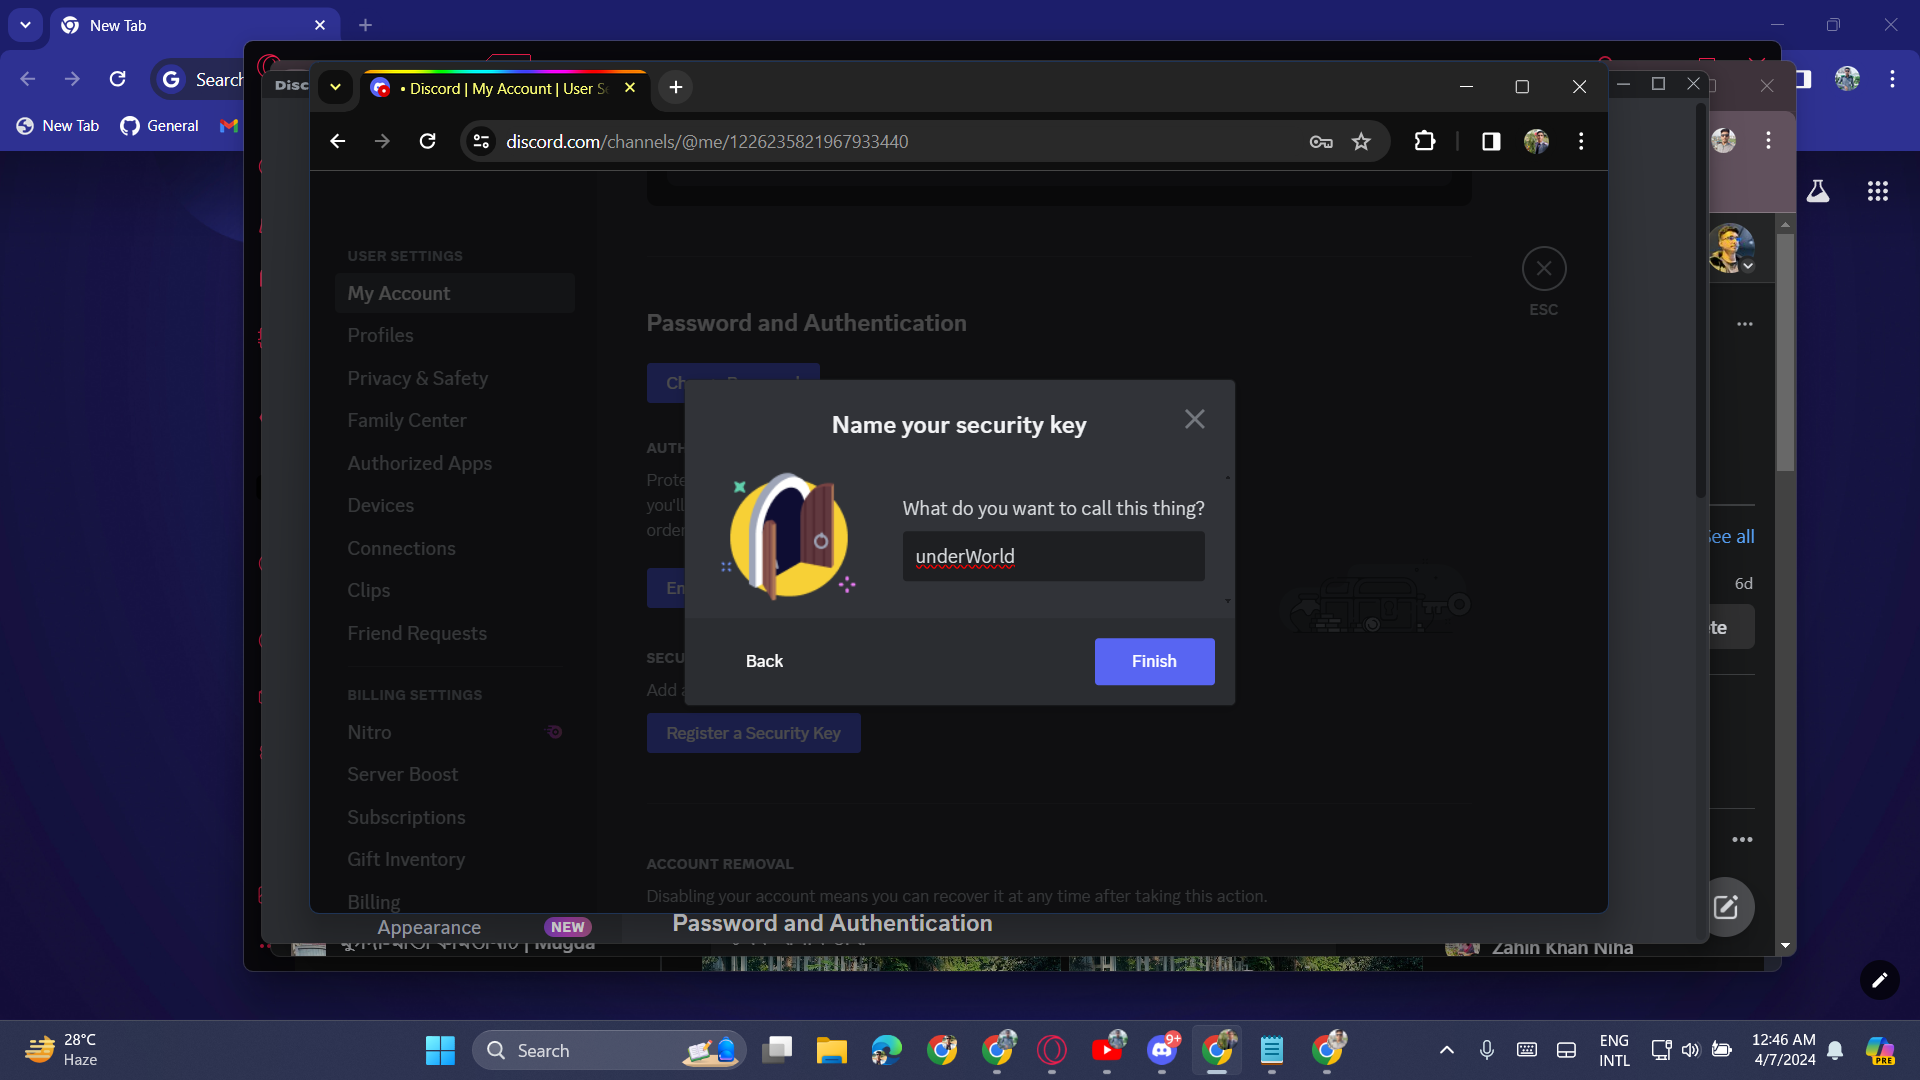 New Tab
Search
New Tab
General
Disc
• Discord | My Account | User S
discord.com/channels/@me/1226235821967933440
USER SETTINGS
My Account
Profiles
Privacy & Safety
Family Center
Authorized Apps
Devices
Connections
Clips
Friend Requests
BILLING SETTINGS
Nitro
Server Boost
Subscriptions
Gift Inventory
Billing
Appearance
NEW
Password and Authentication
ESC
AUTH
Prote
you'll
order
En
SECU
Add a
Register a Security Key
ACCOUNT REMOVAL
Disabling your account means you can recover it at any time after taking this action.
Password and Authentication
Name your security key
What do you want to call this thing?
underWorld
Back
Finish
See all
6d
te
Mugda
Zahin Khan Niha
28°C
Haze
Search
9+
ENG
INTL
12:46 AM
4/7/2024
PRE